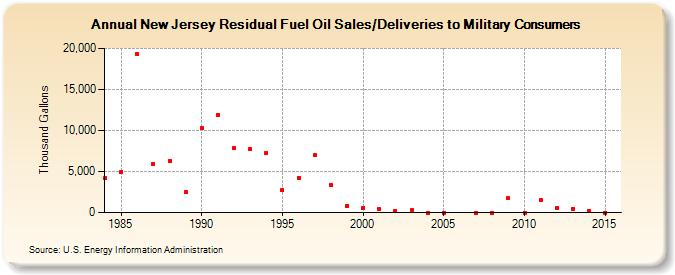 Annual New Jersey Residual Fuel Oil Sales/Deliveries to Military Consumers
Thousand Gallons
20,000
15,000
10,000
5,000
0
1985 1990 1995 2000 2005 2010 2015
Source: U.S. Energy Information Administration